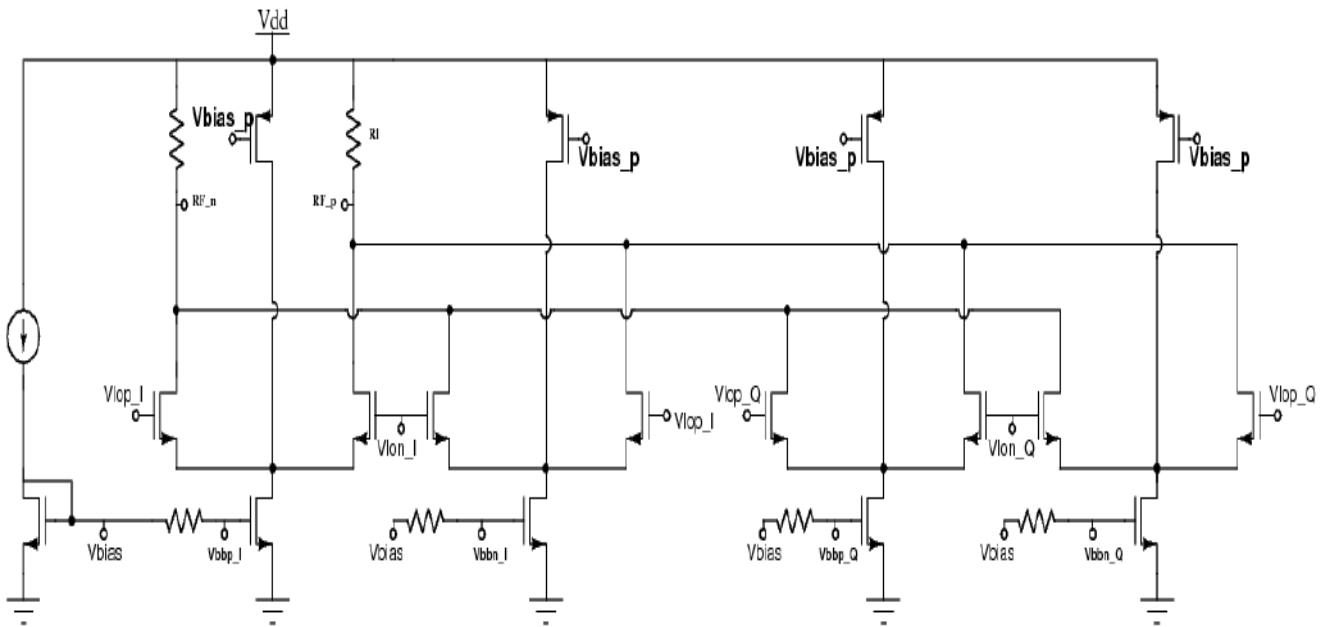 Vdd
Vbias_p
Rl
Vbias_p
Vbias_p
Vbias_p
RF_n
RF_p
Vlop_I
Vlon_I
Vlop_I
Vlop_Q
Vlon_Q
Vlop_Q
Vbias
Vbbp_I
Vbias
Vbbn_I
Vbias
Vbbp_Q
Vbias
Vbbn_Q